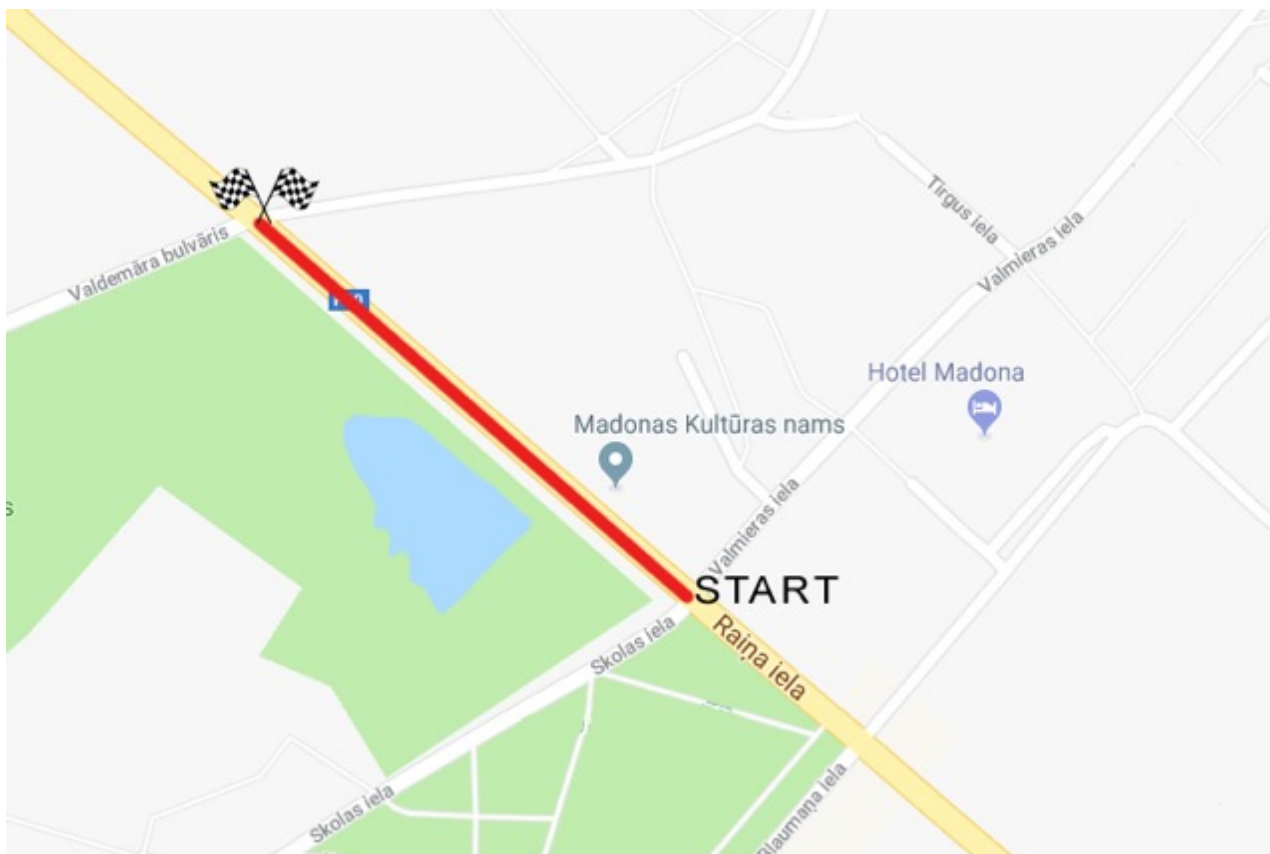 Valdemāra bulvāris
Tirgus iela
Valmieras iela
Hotel Madona
Madonas Kultūras nams
Valmieras iela
START
Raiņa iela
Skolas iela
s
Skolas iela
Blaumaņa iela